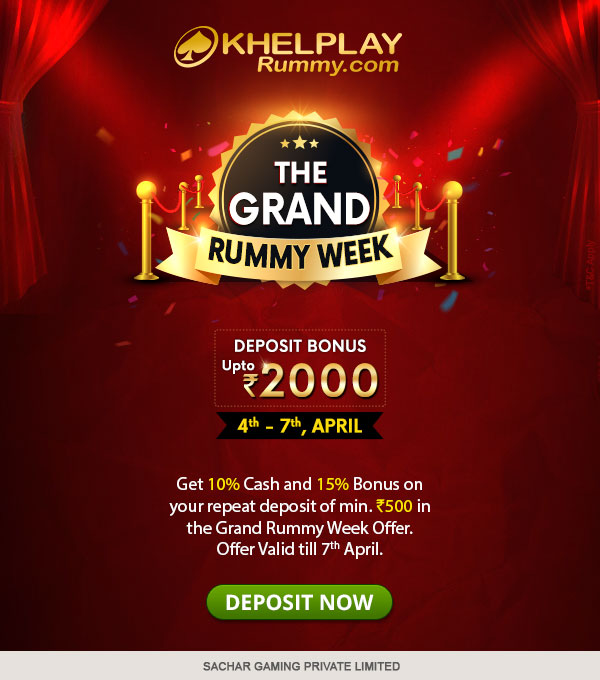 KHELPLAY
Rummy.com
THE
GRAND
RUMMY WEEK
DEPOSIT BONUS
Upto
₹2000
4th - 7th, APRIL
Get 10% Cash and 15% Bonus on
your repeat deposit of min. ₹500 in
the Grand Rummy Week Offer.
Offer Valid till 7th April.
DEPOSIT NOW
SACHAR GAMING PRIVATE LIMITED